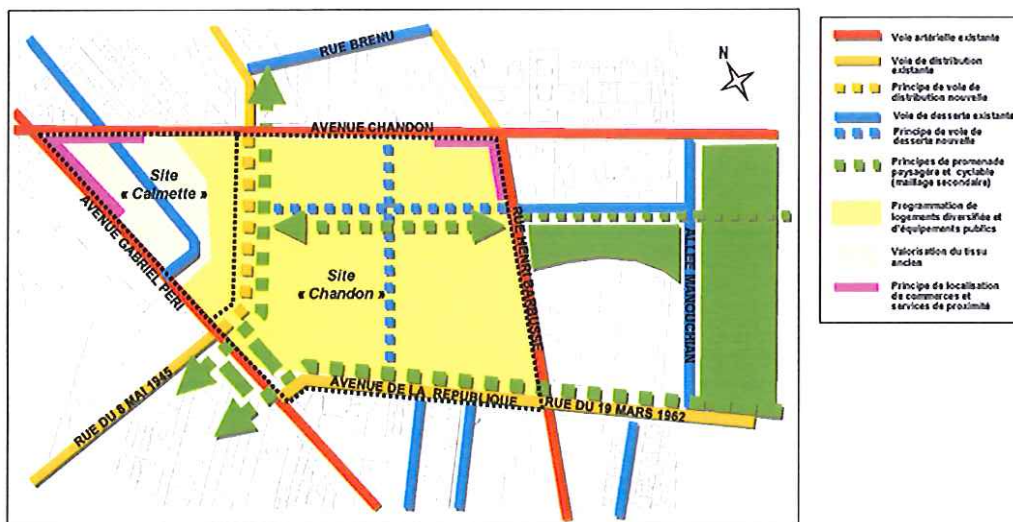 RUE BRENU
N
AVENUE CHANDON
Site
« Calmette »
AVENUE GABRIEL PERI
RUE HENRI BARBUSSE
ALLEE MANOUCHIAN
Site
« Chandon »
AVENUE DE LA REPUBLIQUE
RUE DU 19 MARS 1962
RUE DU 8 MAI 1945
Voie artérielle existante
Voie de distribution
existante
Principe de voie de
distribution nouvelle
Voie de desserte existante
Principe de voie de
desserte nouvelle
Principes de promenade
paysagère et cyclable
(maillage secondaire)
Programmation de
logements diversifiée et
d'équipements publics
Valorisation du tissu
ancien
Principe de localisation
de commerces et
services de proximité